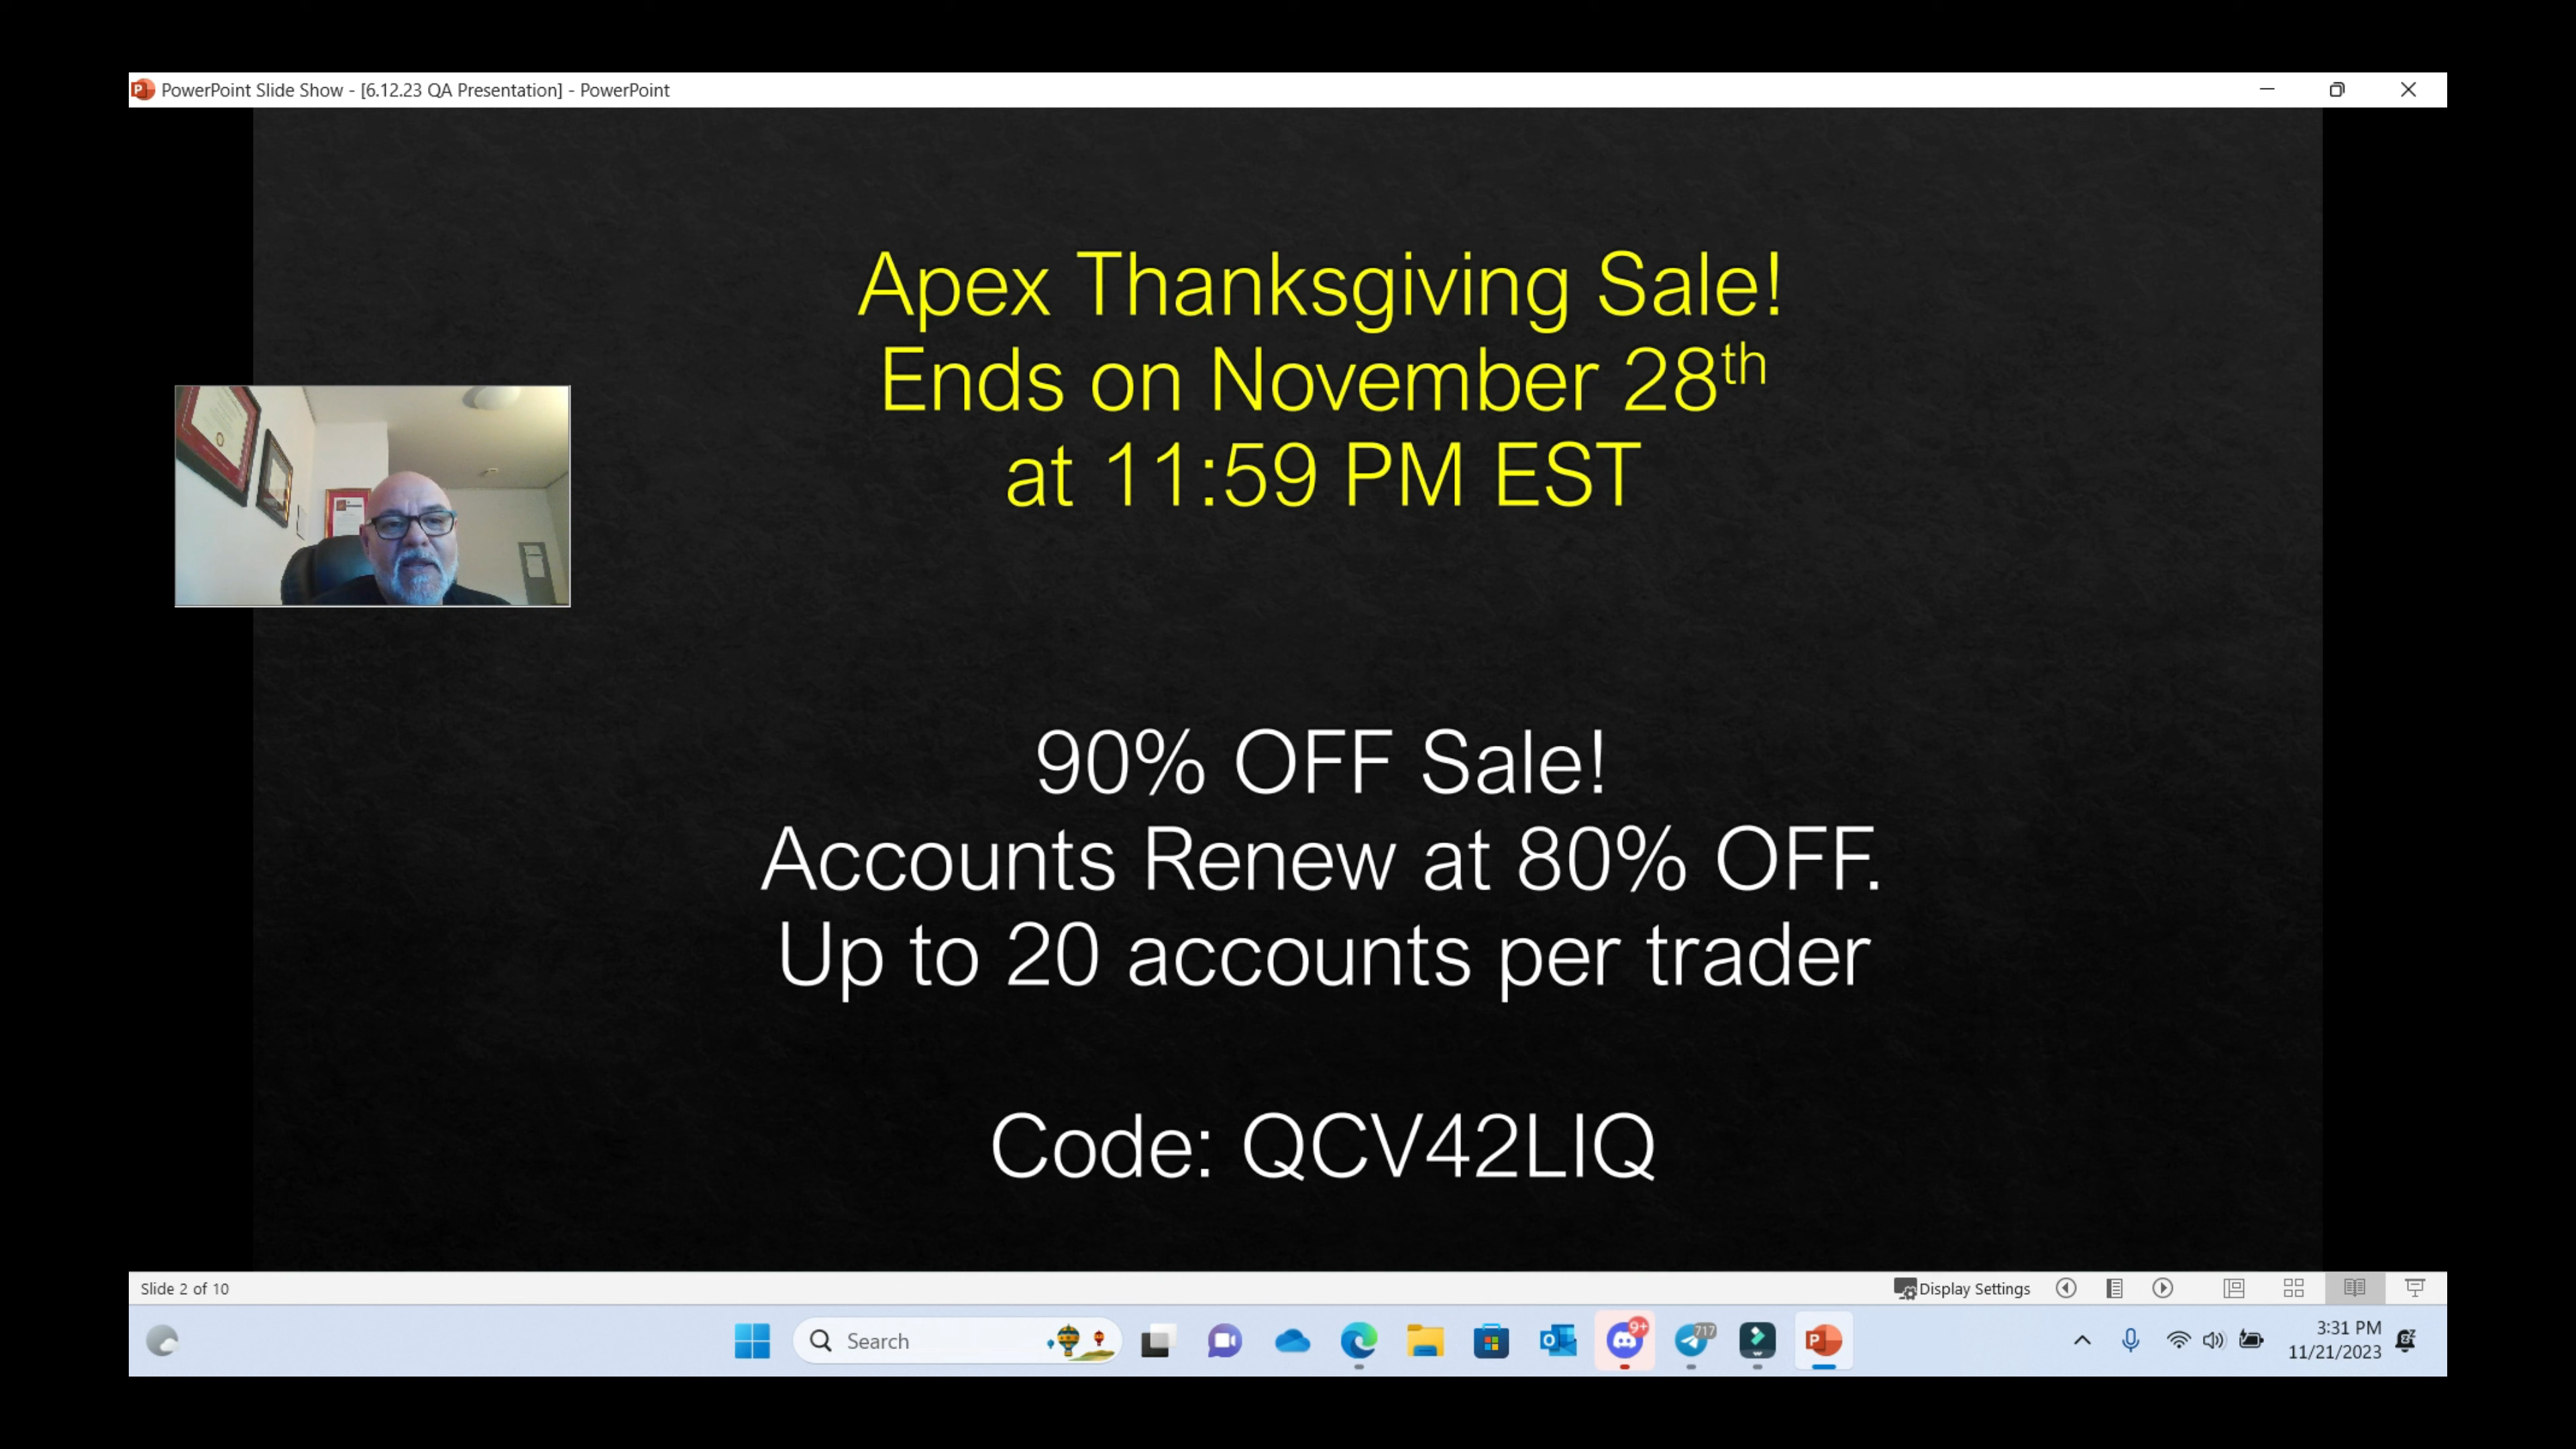 PowerPoint Slide Show - [6.12.23 QA Presentation] - PowerPoint
Apex Thanksgiving Sale!
Ends on November 28th
at 11:59 PM EST
90% OFF Sale!
Accounts Renew at 80% OFF.
Up to 20 accounts per trader
Code: QCV42LIQ
Slide 2 of 10
Display Settings
Search
9+
717
3:31 PM
11/21/2023